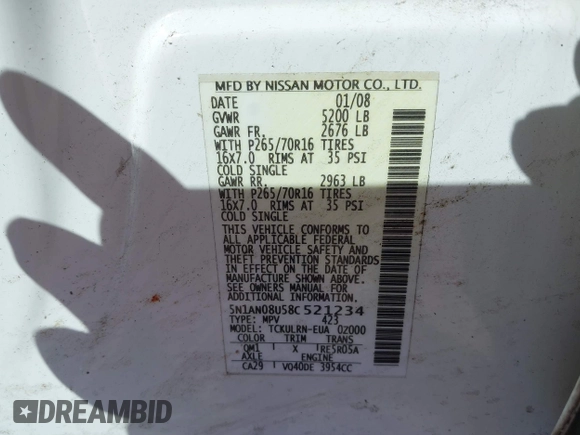 MFD BY NISSAN MOTOR CO., LTD.
DATE 01/08
GVWR 5200 LB
GAWR FR. 2676 LB
WITH P265/70R16 TIRES
16X7.0 RIMS AT 35 PSI
COLD SINGLE
GAWR RR. 2963 LB
WITH P265/70R16 TIRES
16X7.0 RIMS AT 35 PSI
COLD SINGLE
THIS VEHICLE CONFORMS TO
ALL APPLICABLE FEDERAL
MOTOR VEHICLE SAFETY AND
THEFT PREVENTION STANDARDS
IN EFFECT ON THE DATE OF
MANUFACTURE SHOWN ABOVE.
SEE OWNERS MANUAL FOR
ADDITIONAL INFORMATION
5N1AN08U58C521234
TYPE: MPV 423
MODEL: TCKULRN-EUA 02000
COLOR TRIM TRANS
QM1 X RE5R05A
AXLE ENGINE
CA29 VQ40DE 3954CC
DREAMBID